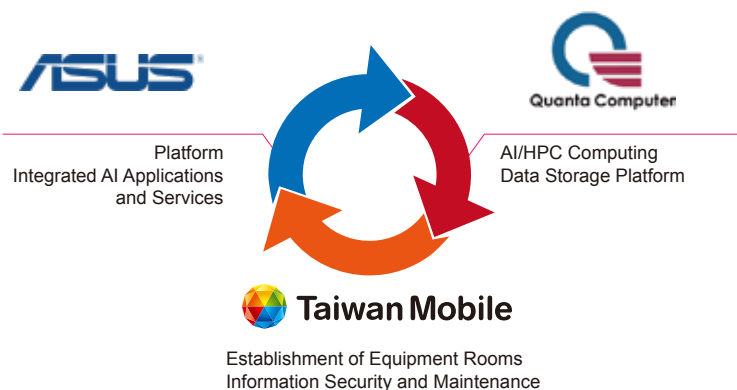 ASUS
Platform
Integrated AI Applications
and Services
Quanta Computer
AI/HPC Computing
Data Storage Platform
Taiwan Mobile
Establishment of Equipment Rooms
Information Security and Maintenance